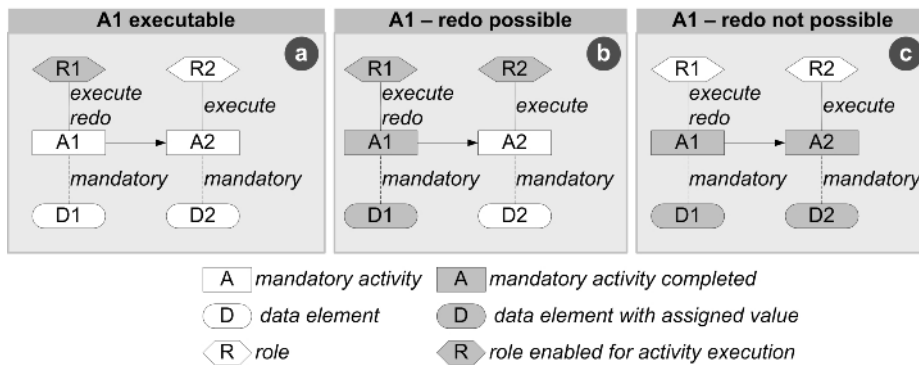 A1 executable
A1 – redo possible
A1 – redo not possible
a
b
c
R1 R2 R1 R2 R1 R2
execute execute execute execute execute execute
redo redo redo
A1 A2 A1 A2 A1 A2
mandatory mandatory mandatory mandatory mandatory mandatory
D1 D2 D1 D2 D1 D2
A mandatory activity A mandatory activity completed
D data element D data element with assigned value
R role R role enabled for activity execution